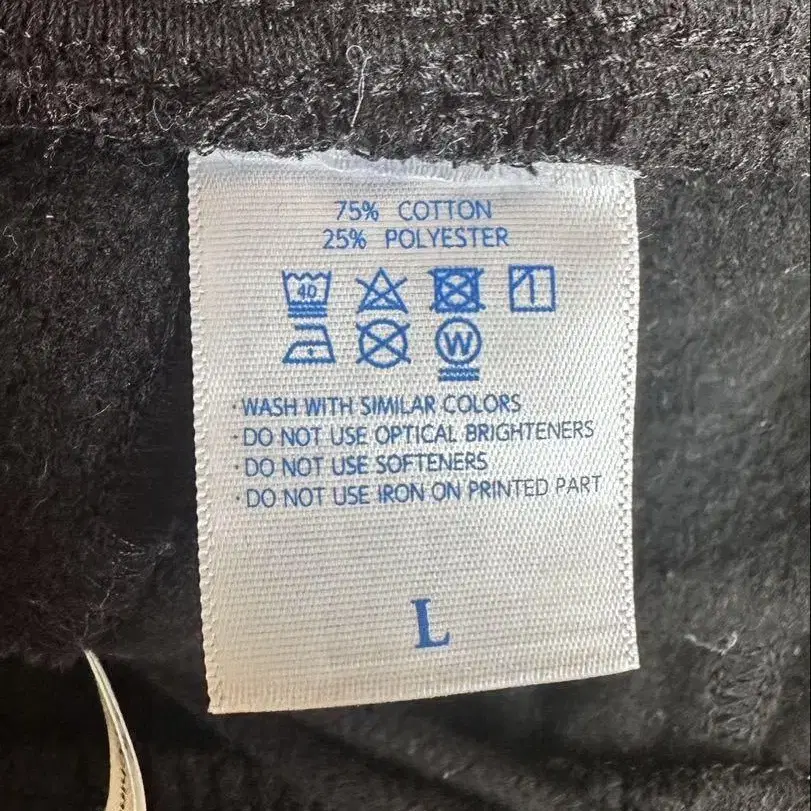 75% COTTON
25% POLYESTER
40
W
·WASH WITH SIMILAR COLORS
·DO NOT USE OPTICAL BRIGHTENERS
·DO NOT USE SOFTENERS
·DO NOT USE IRON ON PRINTED PART
L